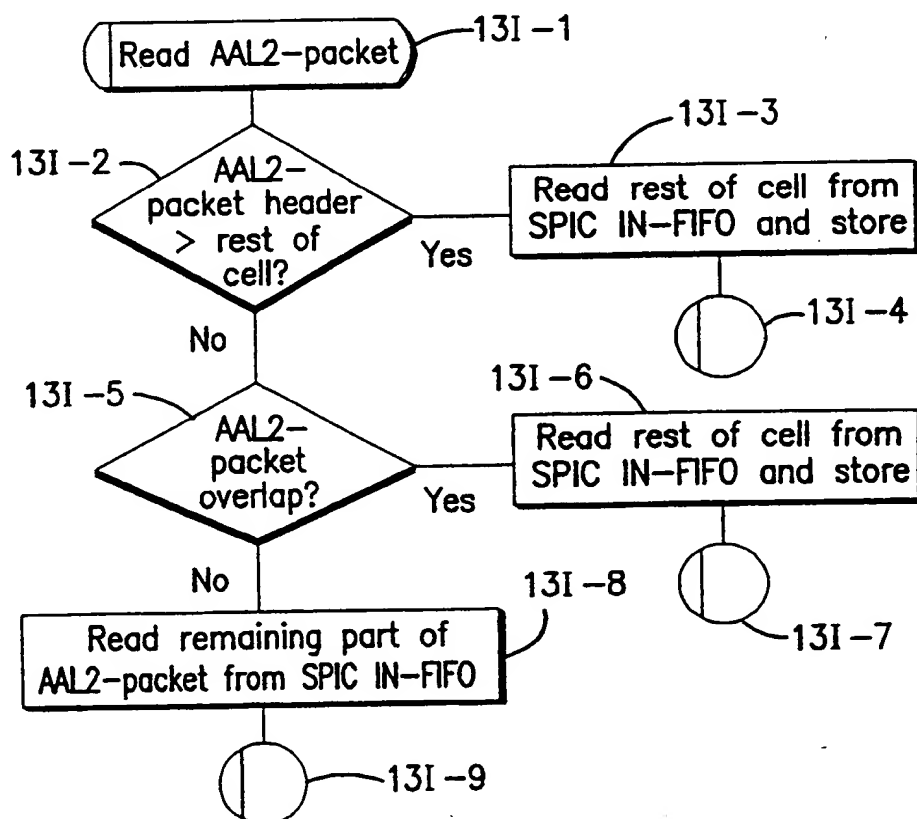 13I-1
Read AAL2-packet
13I-2
AAL2-
packet header
> rest of
cell?
Yes
13I-3
Read rest of cell from
SPIC IN-FIFO and store
13I-4
No
13I-5
AAL2-
packet
overlap?
Yes
13I-6
Read rest of cell from
SPIC IN-FIFO and store
13I-7
No
13I-8
Read remaining part of
AAL2-packet from SPIC IN-FIFO
13I-9